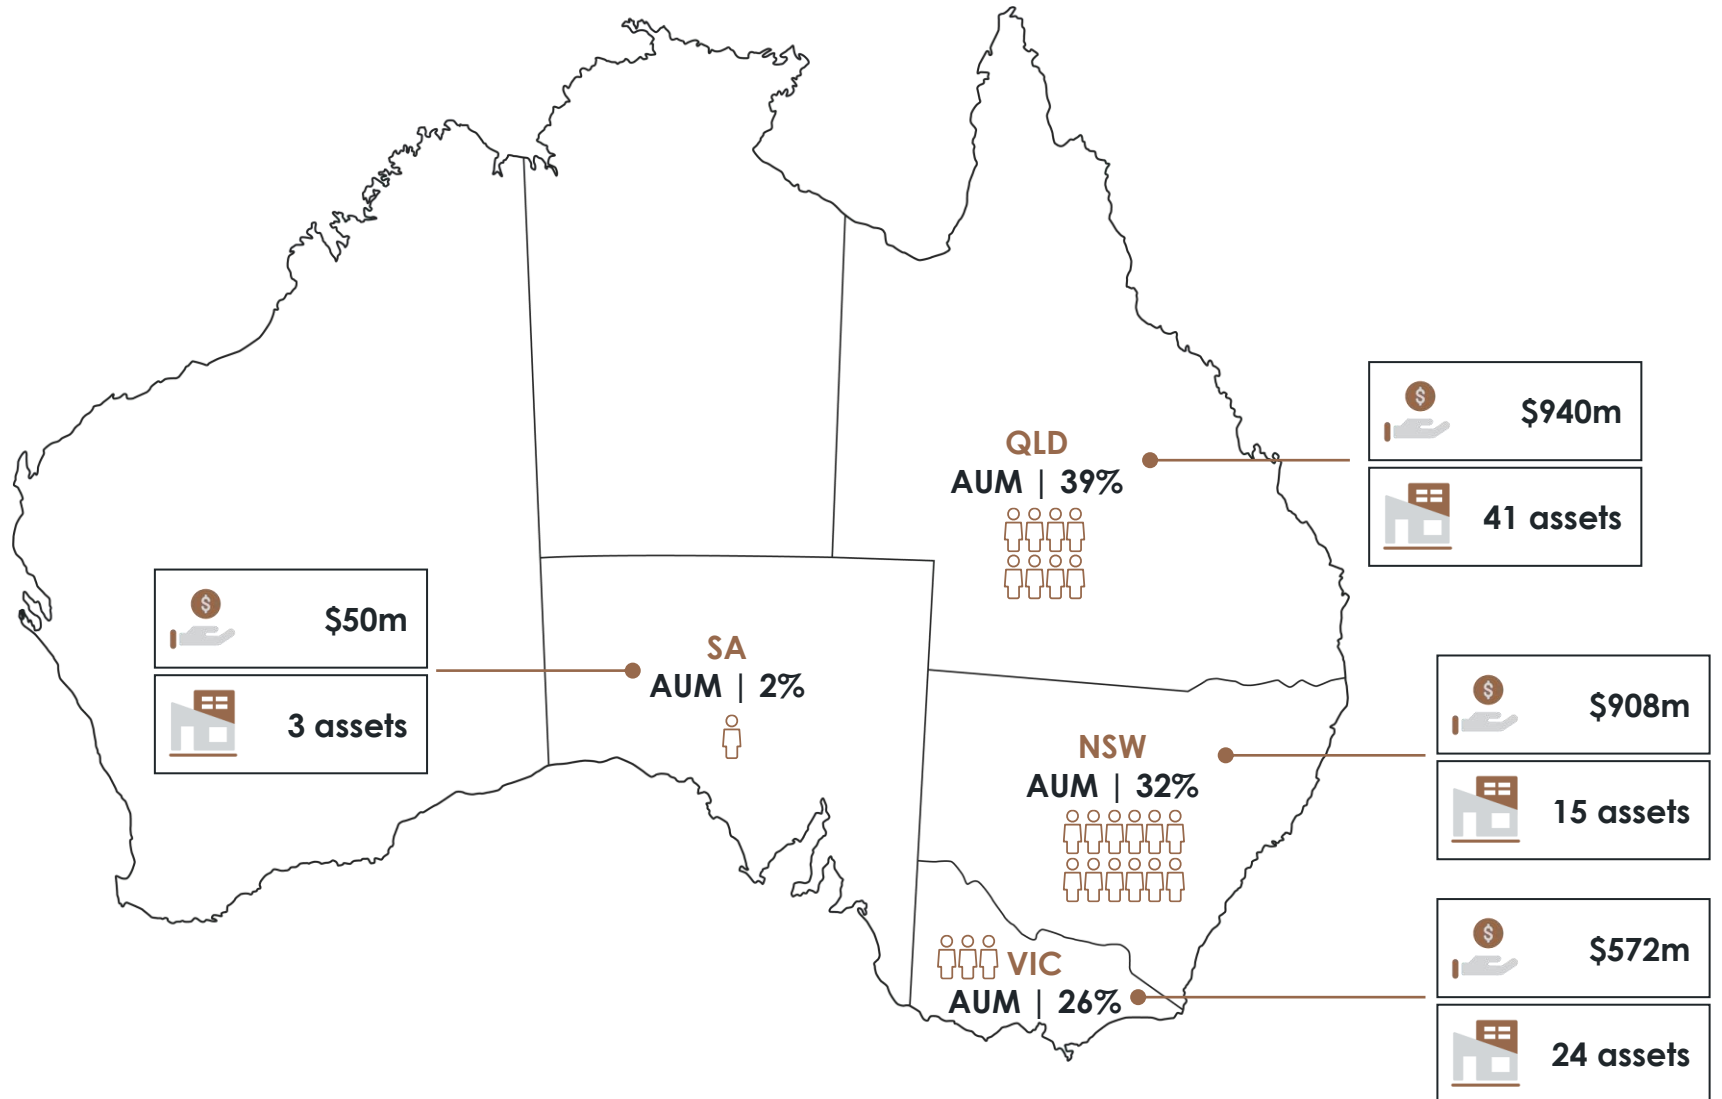 QLD
AUM | 39%
$940m
41 assets
$50m
3 assets
SA
AUM | 2%
NSW
AUM | 32%
$908m
15 assets
VIC
AUM | 26%
$572m
24 assets